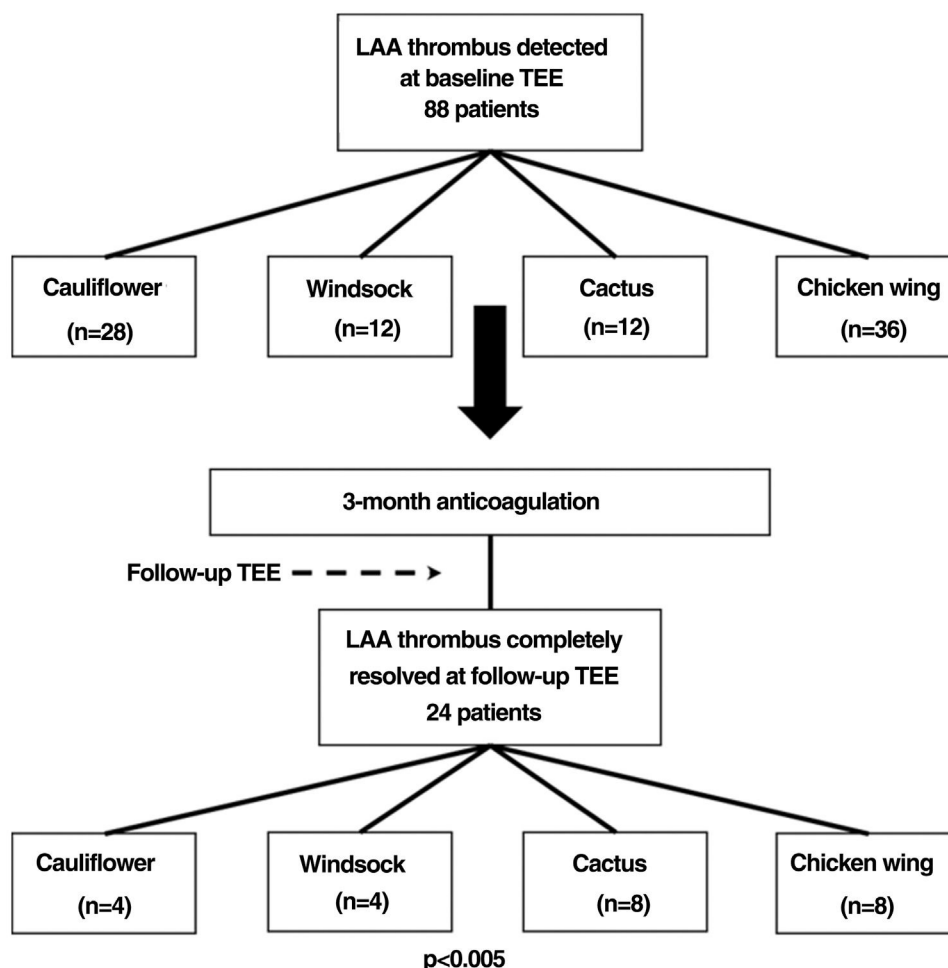 LAA thrombus detected
at baseline TEE
88 patients
Cauliflower
(n=28)
Windsock
(n=12)
Cactus
(n=12)
Chicken wing
(n=36)
3-month anticoagulation
Follow-up TEE
LAA thrombus completely
resolved at follow-up TEE
24 patients
Cauliflower
(n=4)
Windsock
(n=4)
Cactus
(n=8)
Chicken wing
(n=8)
p<0.005